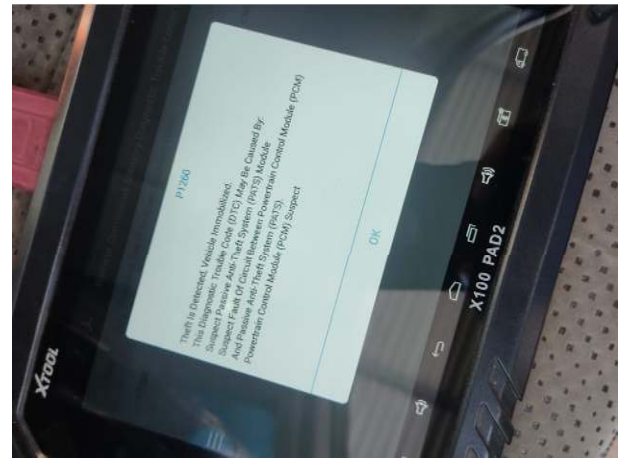 XTOOL
P1260
Theft Is Detected, Vehicle Immobilized.
This Diagnostic Trouble Code (DTC) May Be Caused By:
Suspect Passive Anti-Theft System (PATS) Module
Suspect Fault Of Circuit Between Powertrain Control Module (PCM)
And Passive Anti-Theft System (PATS).
Powertrain Control Module (PCM) Suspect
OK
X100 PAD2